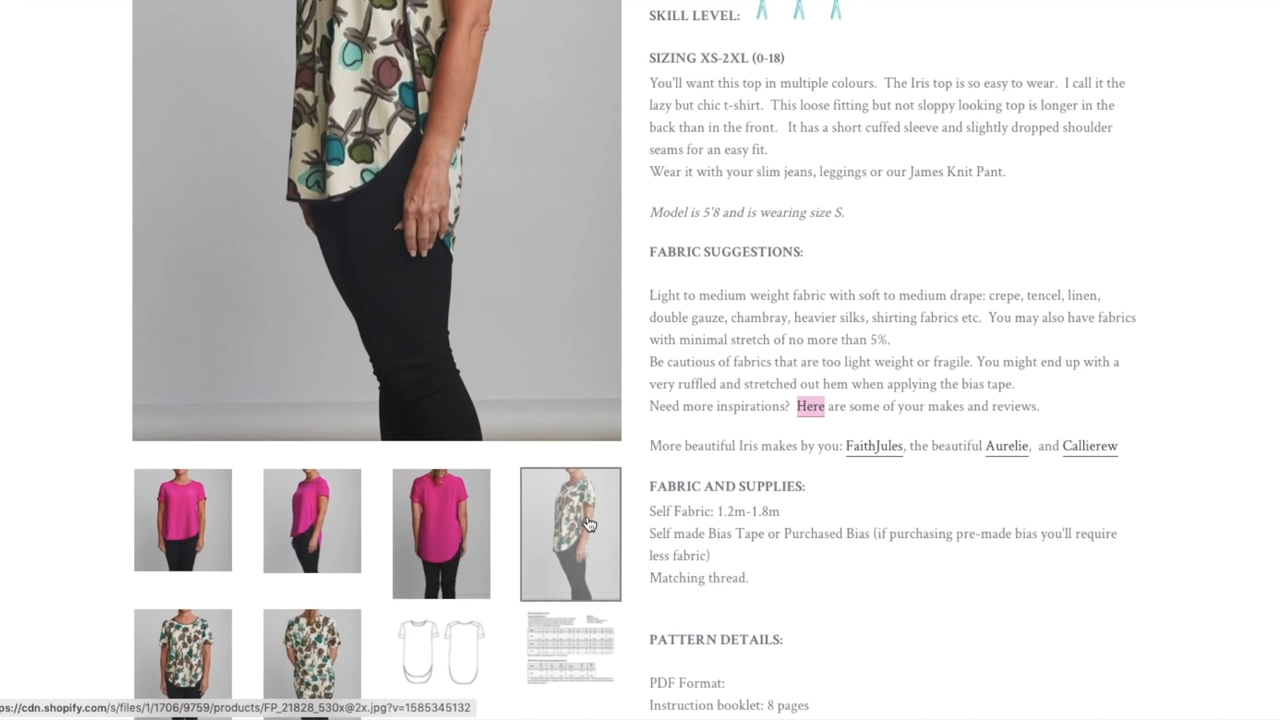 SKILL LEVEL:
SIZING XS-2XL (0-18)
You'll want this top in multiple colours. The Iris top is so easy to wear. I call it the
lazy but chic t-shirt. This loose fitting but not sloppy looking top is longer in the
back than in the front. It has a short cuffed sleeve and slightly dropped shoulder
seams for an easy fit.
Wear it with your slim jeans, leggings or our James Knit Pant.
Model is 5'8 and is wearing size S.
FABRIC SUGGESTIONS:
Light to medium weight fabric with soft to medium drape: crepe, tencel, linen,
double gauze, chambray, heavier silks, shirting fabrics etc. You may also have fabrics
with minimal stretch of no more than 5%.
Be cautious of fabrics that are too light weight or fragile. You might end up with a
very ruffled and stretched out hem when applying the bias tape.
Need more inspirations? Here are some of your makes and reviews.
More beautiful Iris makes by you: FaithJules, the beautiful Aurelie, and Callierew
FABRIC AND SUPPLIES:
Self Fabric: 1.2m-1.8m
Self made Bias Tape or Purchased Bias (if purchasing pre-made bias you'll require
less fabric)
Matching thread.
PATTERN DETAILS:
PDF Format:
Instruction booklet: 8 pages
ps://cdn.shopify.com/s/files/1/1706/9759/products/FP_21828_530x@2x.jpg?v=1585345132